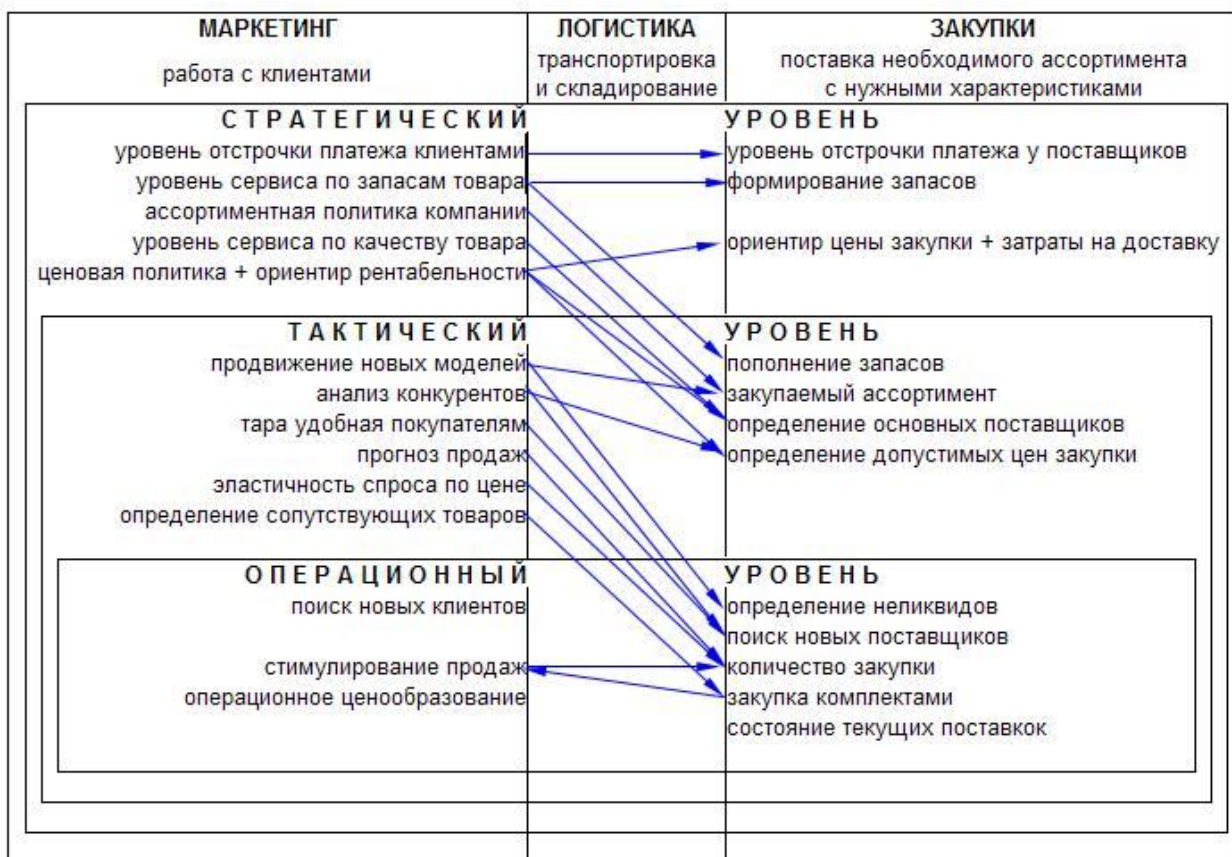 МАРКЕТИНГ
работа с клиентами
ЛОГИСТИКА
транспортировка
и складирование
ЗАКУПКИ
поставка необходимого ассортимента
с нужными характеристиками
СТРАТЕГИЧЕСКИЙ УРОВЕНЬ
уровень отстрочки платежа клиентами
уровень отстрочки платежа у поставщиков
уровень сервиса по запасам товара
формирование запасов
ассортиментная политика компании
уровень сервиса по качеству товара
ориентир цены закупки + затраты на доставку
ценовая политика + ориентир рентабельности
ТАКТИЧЕСКИЙ УРОВЕНЬ
продвижение новых моделей
пополнение запасов
анализ конкурентов
закупаемый ассортимент
тара удобная покупателям
определение основных поставщиков
прогноз продаж
определение допустимых цен закупки
эластичность спроса по цене
определение сопутствующих товаров
ОПЕРАЦИОННЫЙ УРОВЕНЬ
поиск новых клиентов
определение неликвидов
поиск новых поставщиков
стимулирование продаж
количество закупки
операционное ценообразование
закупка комплектами
состояние текущих поставкок